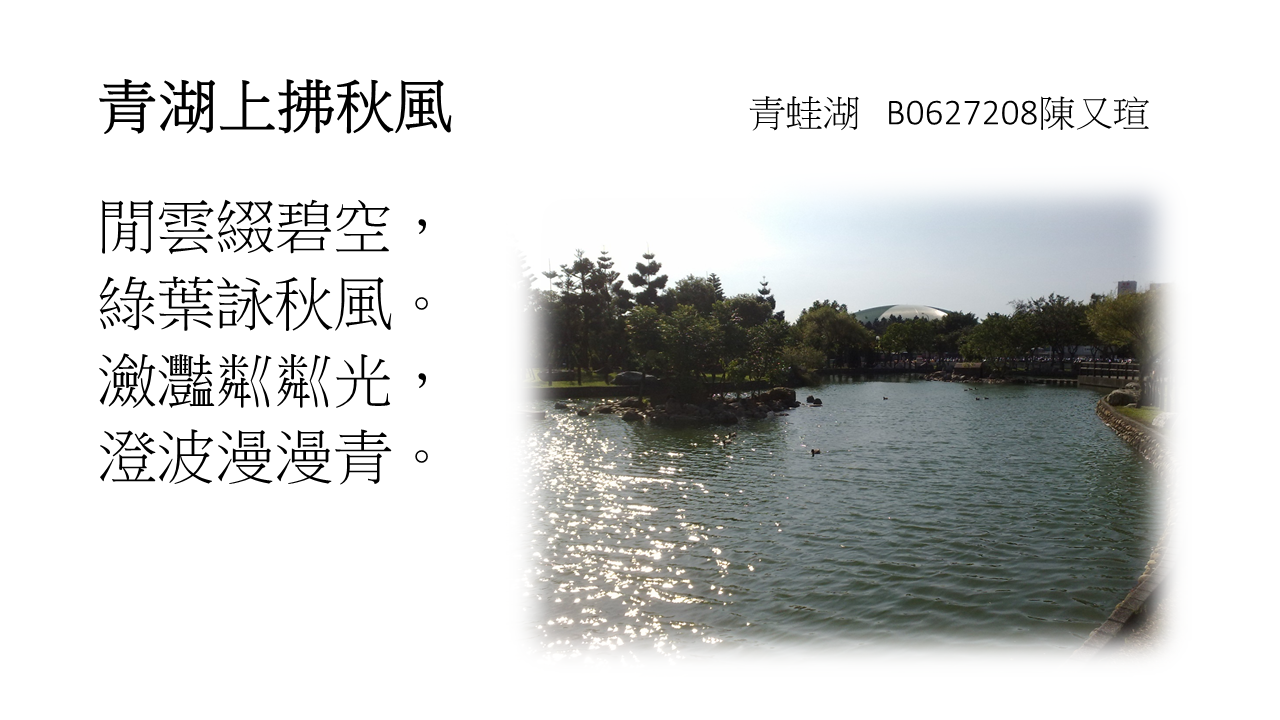 青湖上拂秋風
青蛙湖 B0627208陳又瑄
閒雲綴碧空，
綠葉詠秋風。
瀲灩粼粼光，
澄波漫漫青。